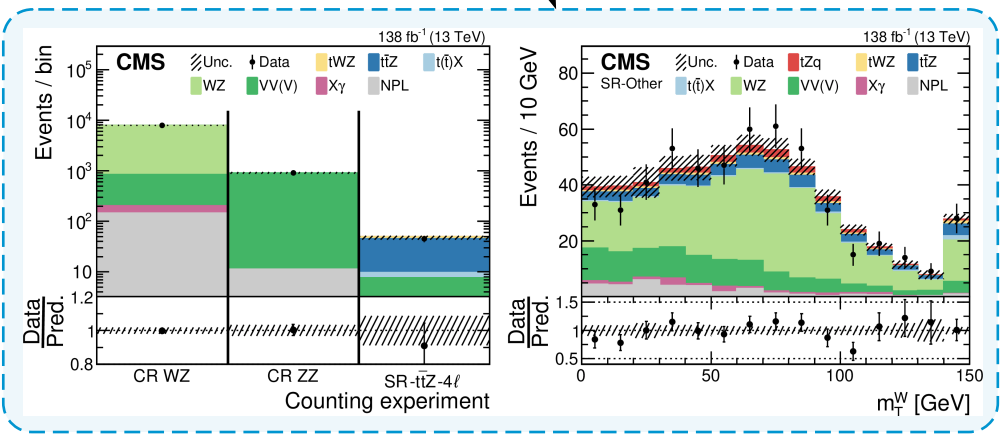 138 fb⁻¹ (13 TeV)
CMS
Unc. Data tWZ tt̄Z t(t̄)X
WZ VV(V) Xγ NPL
Events / bin
10⁵
10⁴
10³
10²
10
1.2
1
0.8
Data
Pred.
CR WZ CR ZZ SR-tt̄Z-4ℓ
Counting experiment
138 fb⁻¹ (13 TeV)
CMS
SR-Other
Unc. Data tZq tWZ tt̄Z
t(t̄)X WZ VV(V) Xγ NPL
Events / 10 GeV
80
60
40
20
1.5
1
0.5
Data
Pred.
0 50 100 150
m_T^W [GeV]